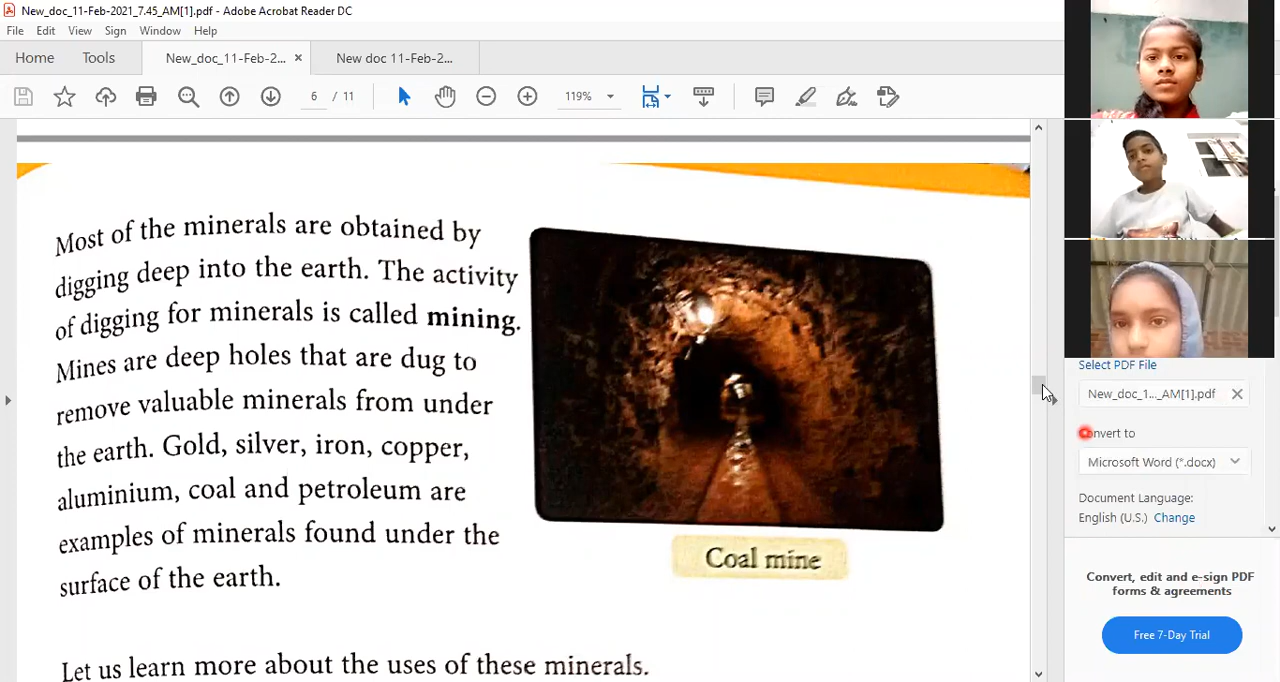 New_doc_11-Feb-2021_7.45_AM[1].pdf - Adobe Acrobat Reader DC
File Edit View Sign Window Help
Home Tools New_doc_11-Feb-2... × New doc 11-Feb-2...
6 / 11 119%
Most of the minerals are obtained by
digging deep into the earth. The activity
of digging for minerals is called mining.
Mines are deep holes that are dug to
remove valuable minerals from under
the earth. Gold, silver, iron, copper,
aluminium, coal and petroleum are
examples of minerals found under the
surface of the earth.
Coal mine
Let us learn more about the uses of these minerals.
Select PDF File
New_doc_1..._AM[1].pdf
Convert to
Microsoft Word (*.docx)
Document Language:
English (U.S.) Change
Convert, edit and e-sign PDF
forms & agreements
Free 7-Day Trial